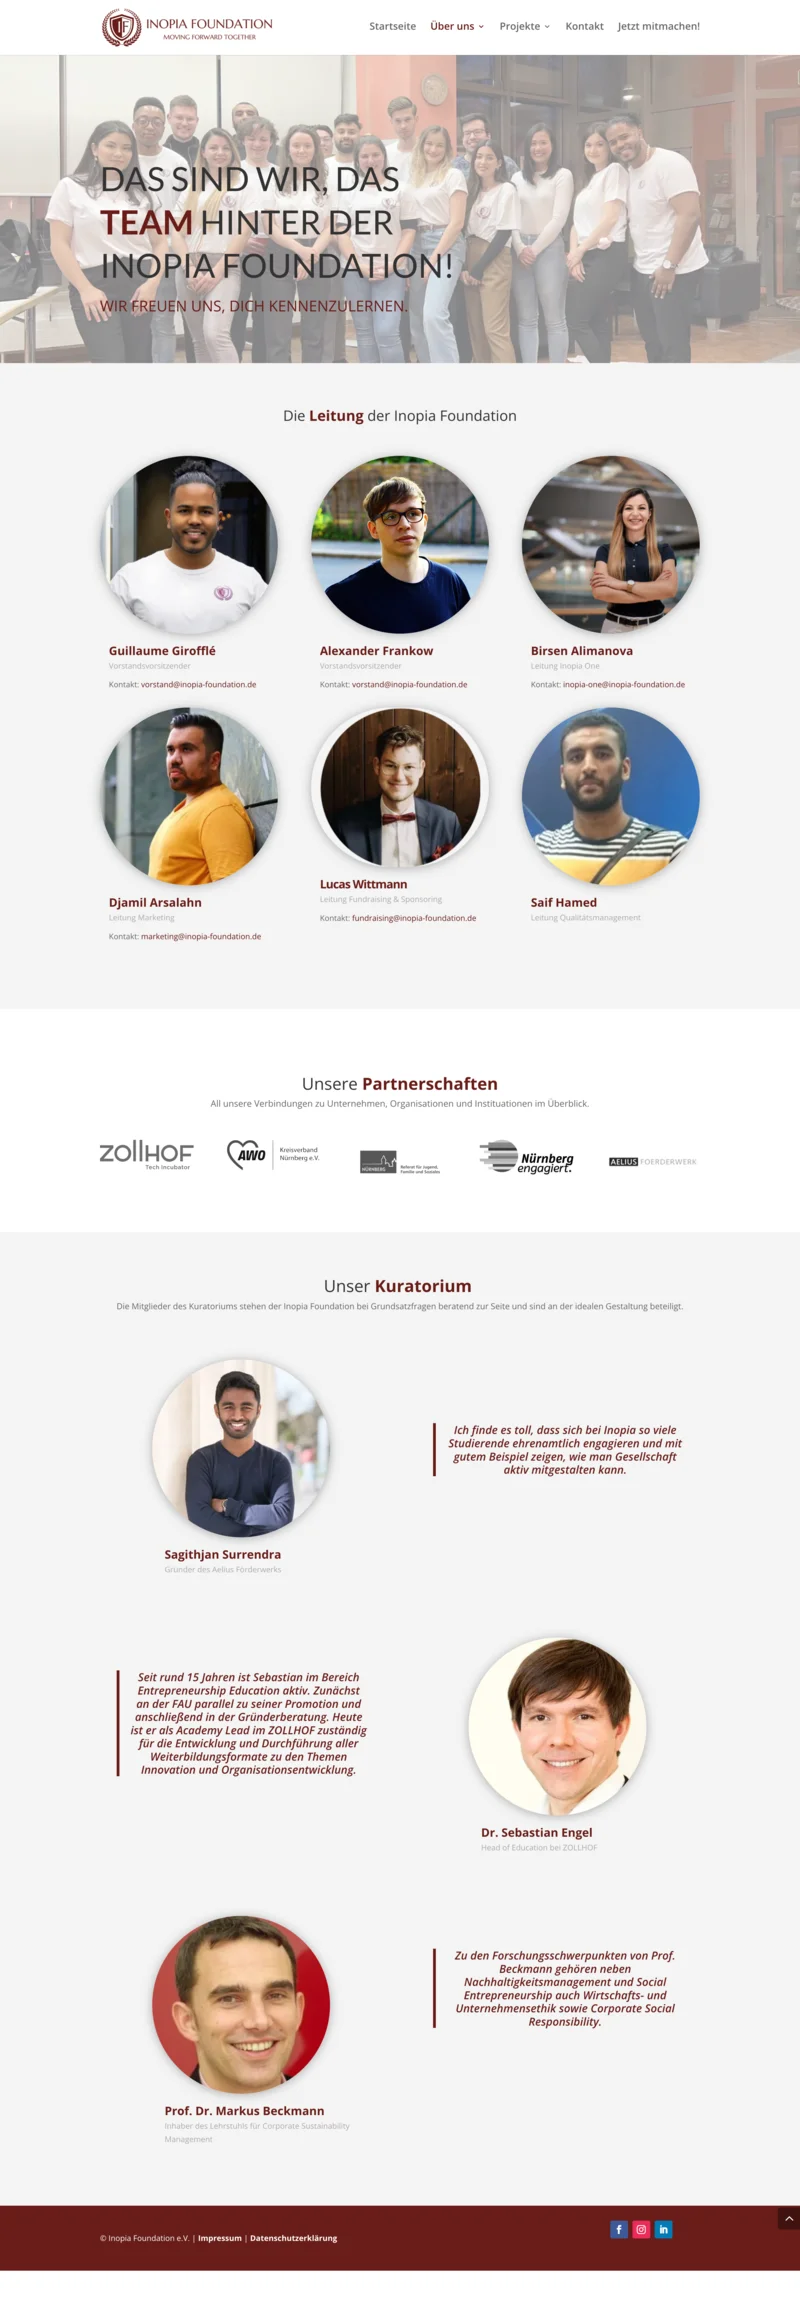 INOPIA FOUNDATION
MOVING FORWARD TOGETHER
Startseite
Über uns
Projekte
Kontakt
Jetzt mitmachen!
DAS SIND WIR, DAS
TEAM HINTER DER
INOPIA FOUNDATION!
WIR FREUEN UNS, DICH KENNENZULERNEN.
Die Leitung der Inopia Foundation
Guillaume Girofflé
Vorstandsvorsitzender
Kontakt: vorstand@inopia-foundation.de
Alexander Frankow
Vorstandsvorsitzender
Kontakt: vorstand@inopia-foundation.de
Birsen Alimanova
Leitung Inopia One
Kontakt: inopia-one@inopia-foundation.de
Djamil Arsalahn
Leitung Marketing
Kontakt: marketing@inopia-foundation.de
Lucas Wittmann
Leitung Fundraising & Sponsoring
Kontakt: fundraising@inopia-foundation.de
Saif Hamed
Leitung Qualitätsmanagement
Unsere Partnerschaften
All unsere Verbindungen zu Unternehmen, Organisationen und Instituationen im Überblick.
ZOLLHOF
Tech Incubator
AWO
Kreisverband
Nürnberg e.V.
NÜRNBERG
Referat für Jugend,
Familie und Soziales
Nürnberg
engagiert.
AELIUS FOERDERWERK
Unser Kuratorium
Die Mitglieder des Kuratoriums stehen der Inopia Foundation bei Grundsatzfragen beratend zur Seite und sind an der idealen Gestaltung beteiligt.
Sagithjan Surrendra
Gründer des Aelius Förderwerks
Ich finde es toll, dass sich bei Inopia so viele
Studierende ehrenamtlich engagieren und mit
gutem Beispiel zeigen, wie man Gesellschaft
aktiv mitgestalten kann.
Seit rund 15 Jahren ist Sebastian im Bereich
Entrepreneurship Education aktiv. Zunächst
an der FAU parallel zu seiner Promotion und
anschließend in der Gründerberatung. Heute
ist er als Academy Lead im ZOLLHOF zuständig
für die Entwicklung und Durchführung aller
Weiterbildungsformate zu den Themen
Innovation und Organisationsentwicklung.
Dr. Sebastian Engel
Head of Education bei ZOLLHOF
Prof. Dr. Markus Beckmann
Inhaber des Lehrstuhls für Corporate Sustainability
Management
Zu den Forschungsschwerpunkten von Prof.
Beckmann gehören neben
Nachhaltigkeitsmanagement und Social
Entrepreneurship auch Wirtschafts- und
Unternehmensethik sowie Corporate Social
Responsibility.
© Inopia Foundation e.V. | Impressum | Datenschutzerklärung